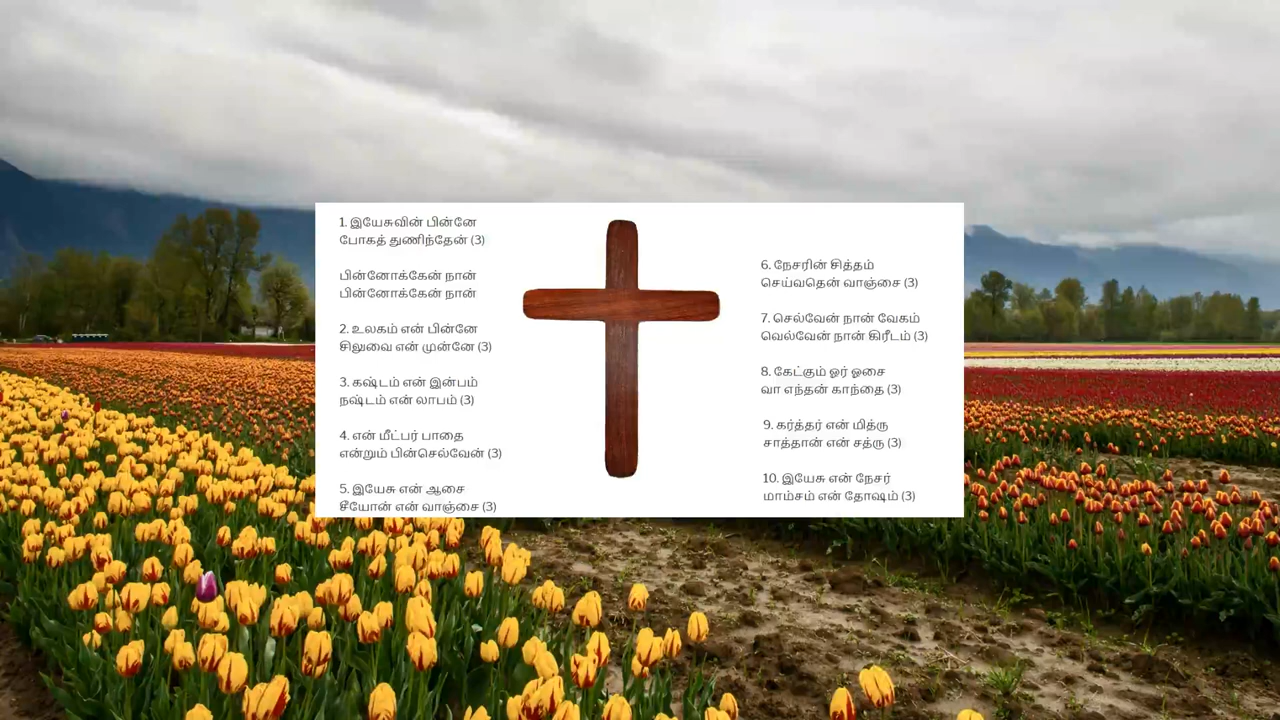 1. இயேசுவின் பின்னே
போகத் துணிந்தேன் (3)
பின்னோக்கேன் நான்
பின்னோக்கேன் நான்
2. உலகம் என் பின்னே
சிலுவை என் முன்னே (3)
3. கஷ்டம் என் இன்பம்
நஷ்டம் என் லாபம் (3)
4. என் மீட்பர் பாதை
என்றும் பின்செல்வேன் (3)
5. இயேசு என் ஆசை
சீயோன் என் வாஞ்சை (3)
6. நேசரின் சித்தம்
செய்வதென் வாஞ்சை (3)
7. செல்வேன் நான் வேகம்
வெல்வேன் நான் கிரீடம் (3)
8. கேட்கும் ஓர் ஓசை
வா எந்தன் காந்தை (3)
9. கர்த்தர் என் மித்ரு
சாத்தான் என் சத்ரு (3)
10. இயேசு என் நேசர்
மாம்சம் என் தோஷம் (3)